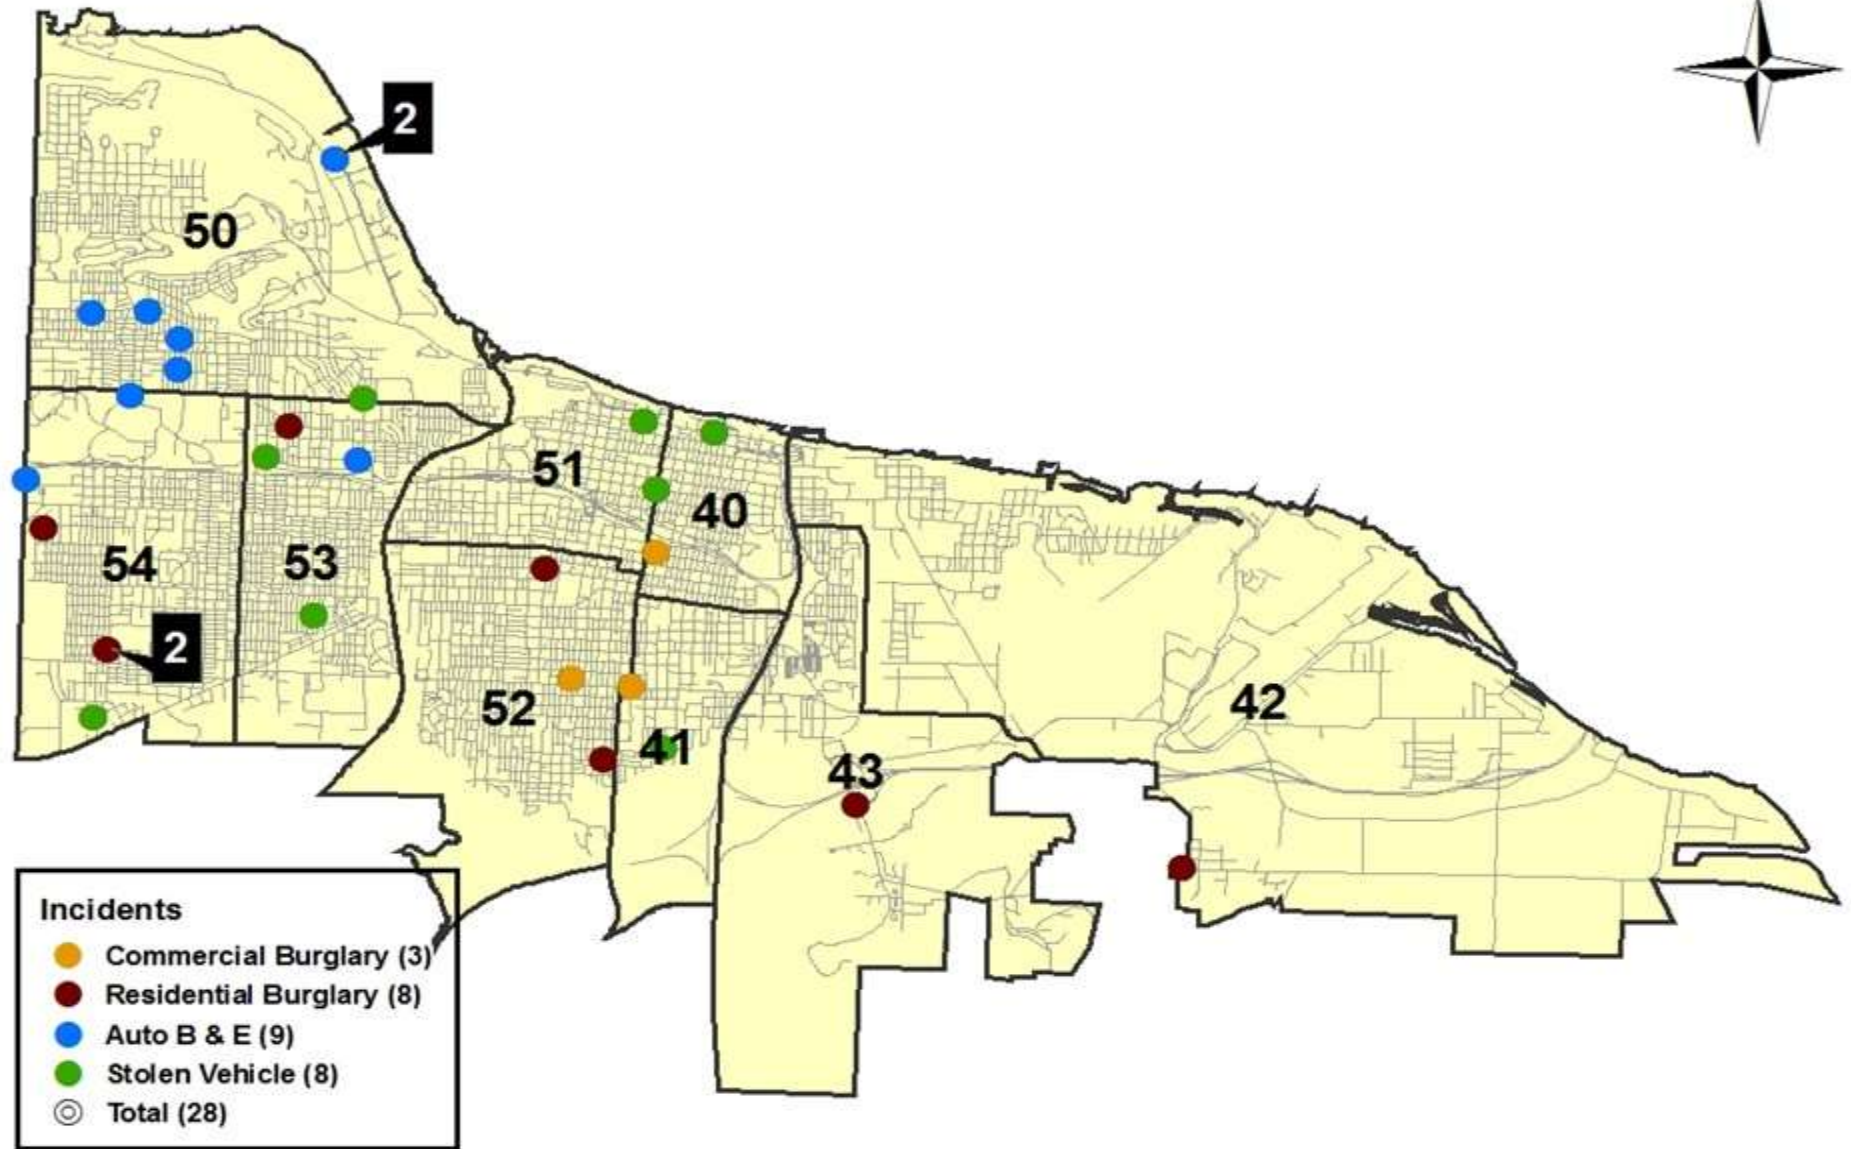 2
50
51
40
54
53
2
52
42
41
43
Incidents
Commercial Burglary (3)
Residential Burglary (8)
Auto B & E (9)
Stolen Vehicle (8)
Total (28)